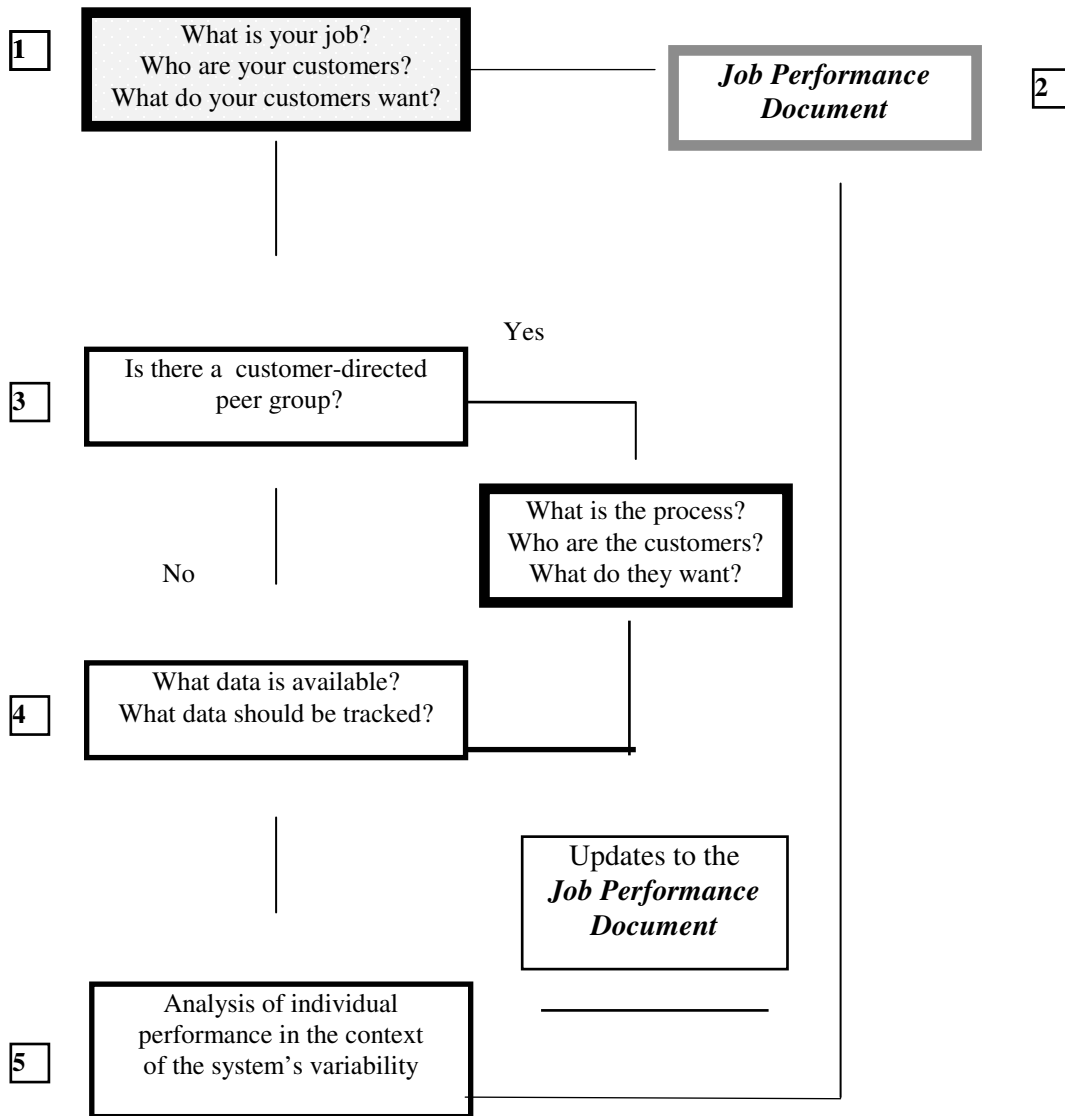 1
What is your job?
Who are your customers?
What do your customers want?
Job Performance
Document
2
Yes
3
Is there a customer-directed
peer group?
What is the process?
Who are the customers?
What do they want?
No
4
What data is available?
What data should be tracked?
Updates to the
Job Performance
Document
5
Analysis of individual
performance in the context
of the system’s variability